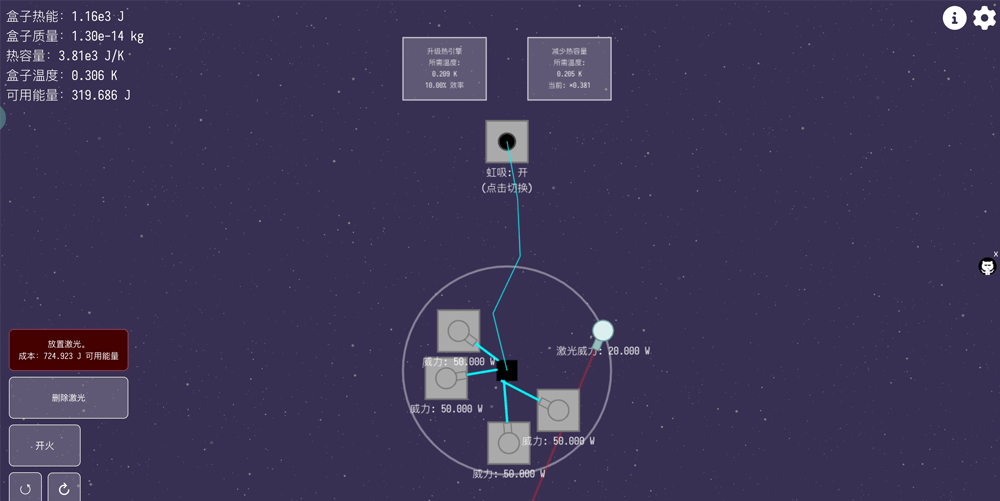 盒子热能: 1.16e3 J
盒子质量: 1.30e-14 kg
热容量: 3.81e3 J/K
盒子温度: 0.306 K
可用能量: 319.686 J
升级热引擎
所需温度:
0.209 K
10.00% 效率
减少热容量
所需温度:
0.205 K
当前: ×0.381
虹吸: 开
(点击切换)
x
激光威力: 20.000 W
威力: 50.000 W
威力: 50.000 W
威力: 50.000 W
威力: 50.000 W
放置激光。
成本: 724.923 J 可用能量
删除激光
开火